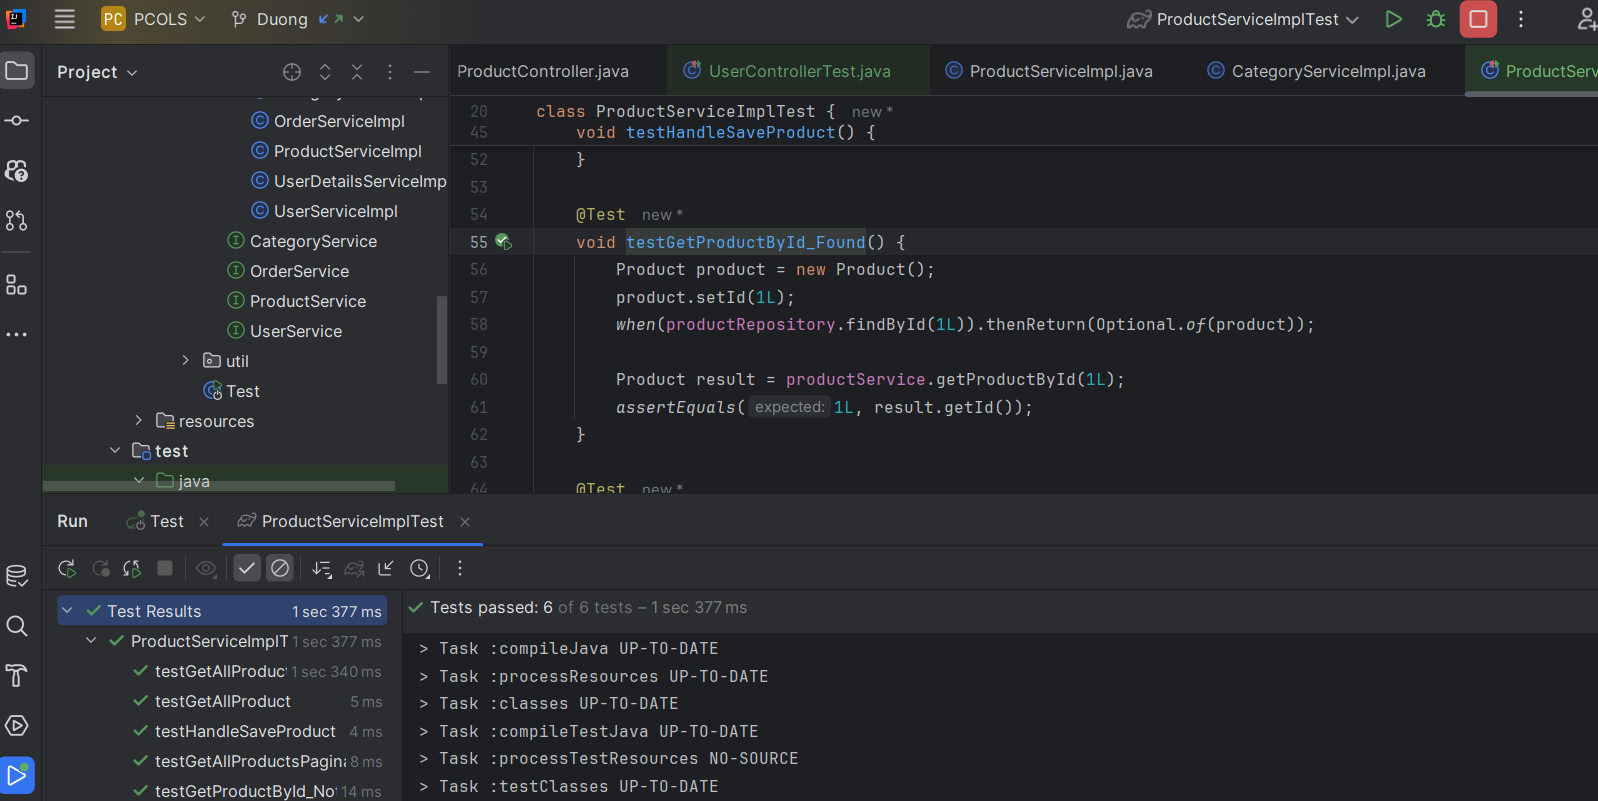 PC PCOLS Duong ProductServiceImplTest
Project
OrderServiceImpl
ProductServiceImpl
UserDetailsServiceImp
UserServiceImpl
CategoryService
OrderService
ProductService
UserService
util
Test
resources
test
java
ProductController.java UserControllerTest.java ProductServiceImpl.java CategoryServiceImpl.java ProductServ
20 class ProductServiceImplTest { new *
45 void testHandleSaveProduct() {
52 }
53
54 @Test new *
55 void testGetProductById_Found() {
56 Product product = new Product();
57 product.setId(1L);
58 when(productRepository.findById(1L)).thenReturn(Optional.of(product));
59
60 Product result = productService.getProductById(1L);
61 assertEquals( expected: 1L, result.getId());
62 }
63
64 @Test new *
Run Test ProductServiceImplTest
Test Results 1 sec 377 ms
ProductServiceImplT 1 sec 377 ms
testGetAllProduc 1 sec 340 ms
testGetAllProduct 5 ms
testHandleSaveProduct 4 ms
testGetAllProductsPagina 8 ms
testGetProductById_No 14 ms
Tests passed: 6 of 6 tests – 1 sec 377 ms
> Task :compileJava UP-TO-DATE
> Task :processResources UP-TO-DATE
> Task :classes UP-TO-DATE
> Task :compileTestJava UP-TO-DATE
> Task :processTestResources NO-SOURCE
> Task :testClasses UP-TO-DATE